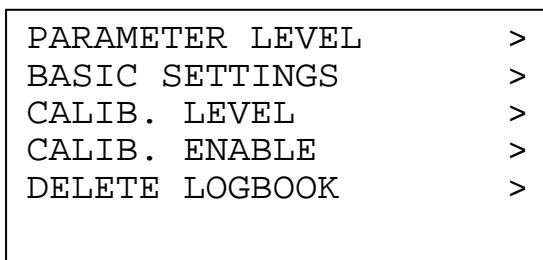 PARAMETER LEVEL >
BASIC SETTINGS >
CALIB. LEVEL >
CALIB. ENABLE >
DELETE LOGBOOK >